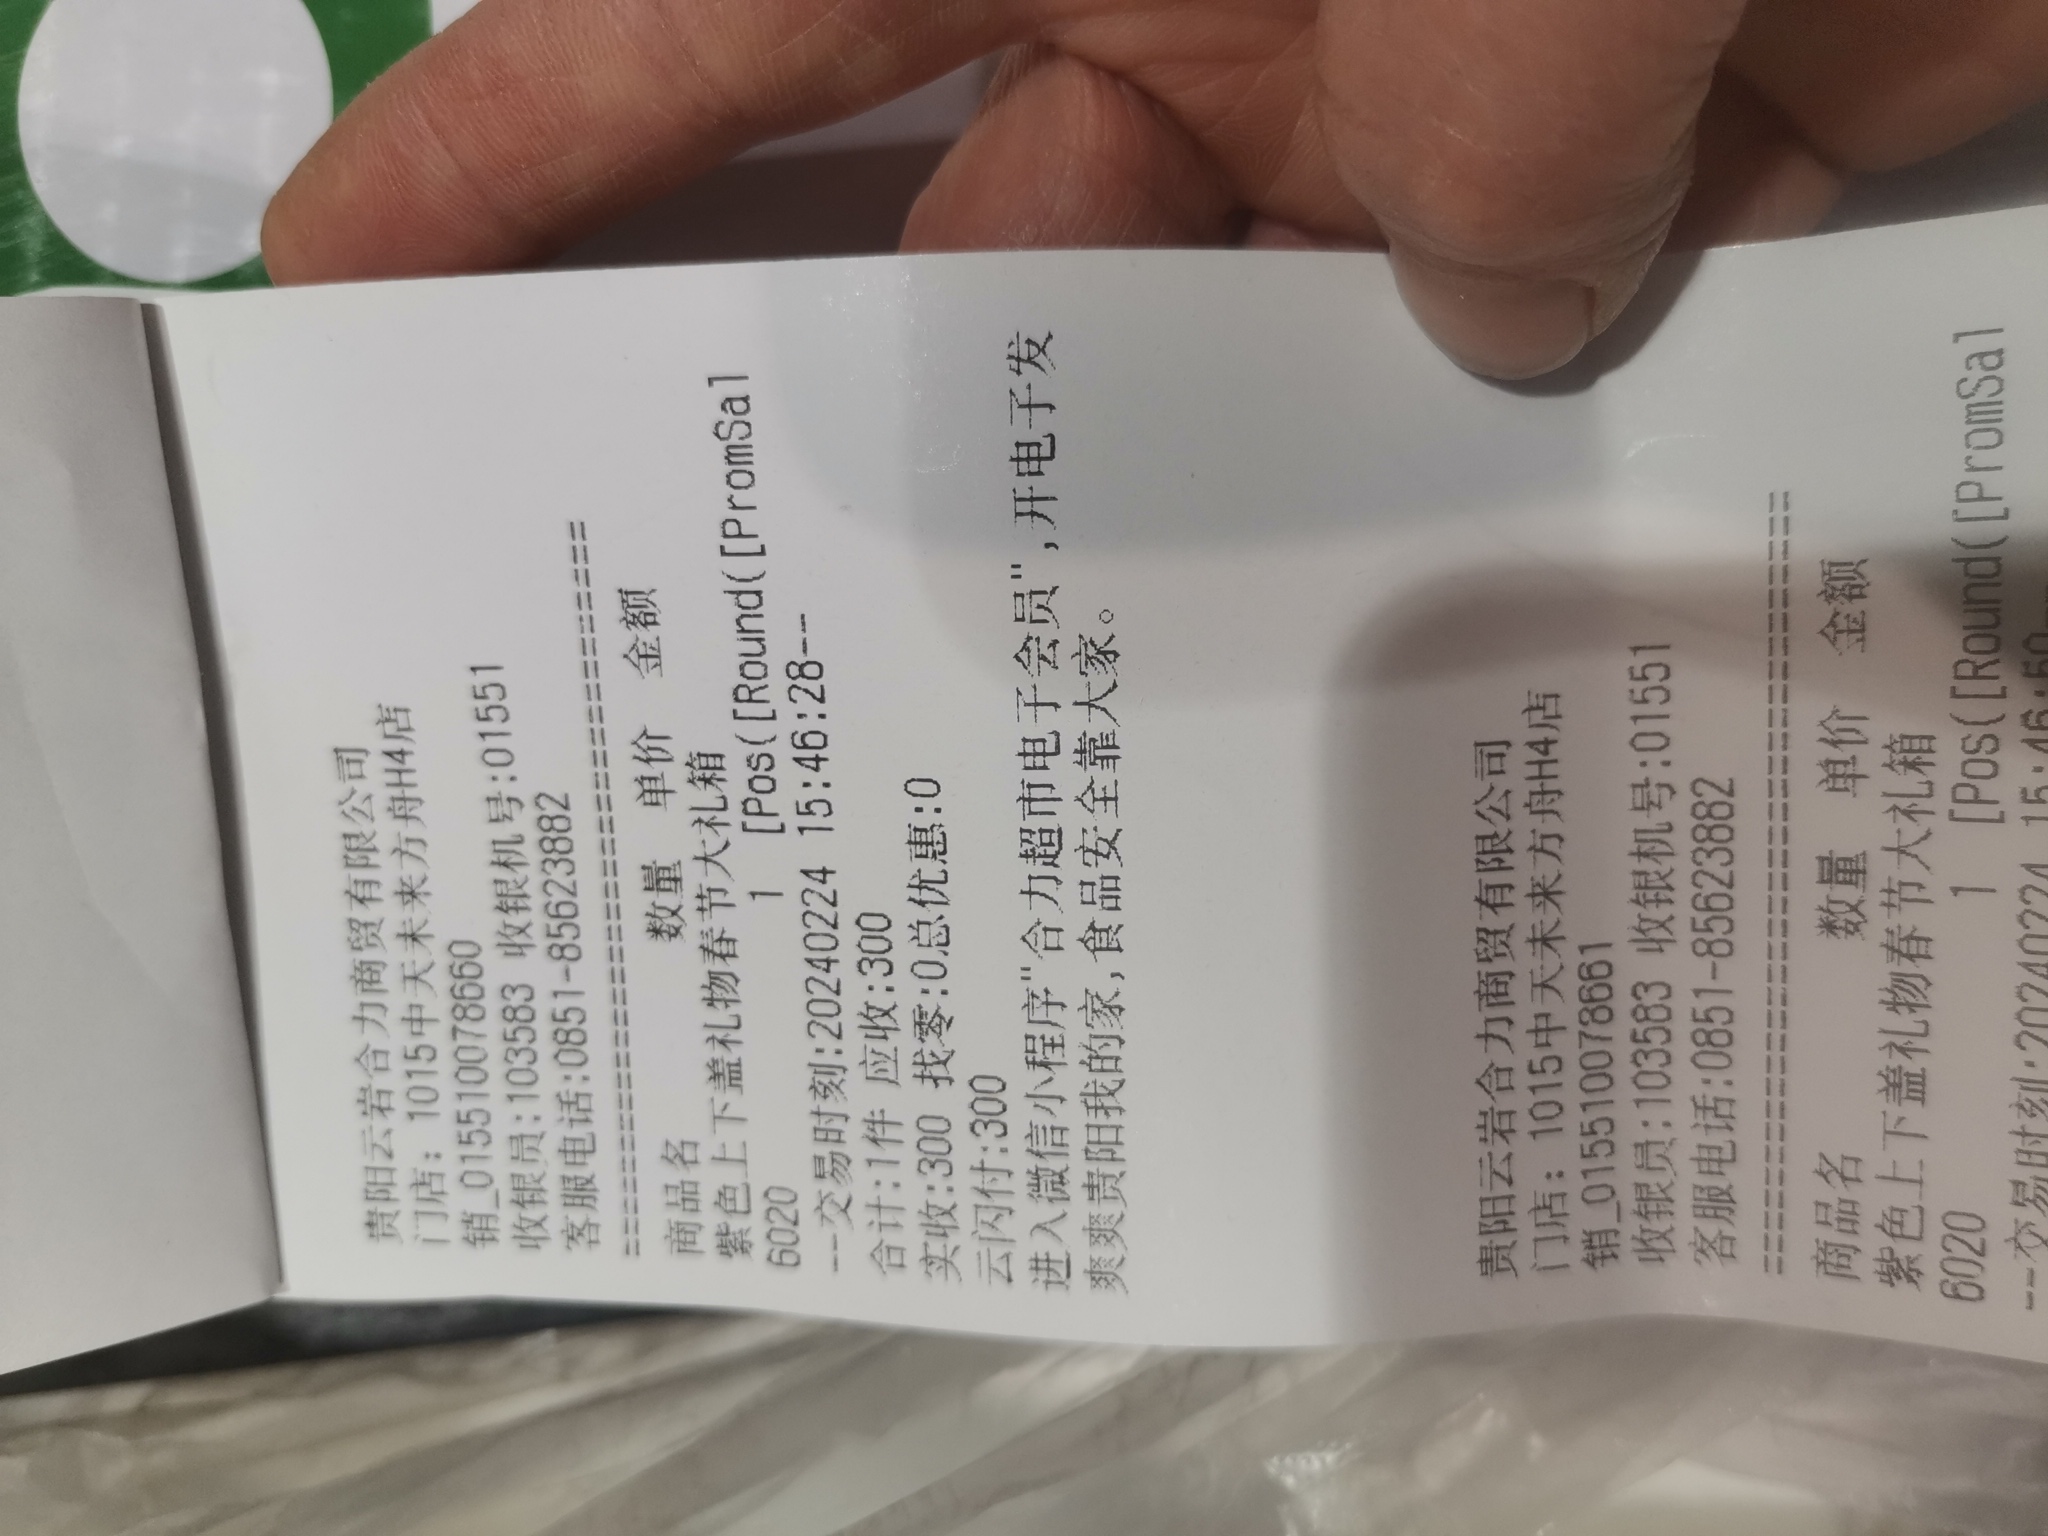 贵阳云岩合力商贸有限公司
门店: 1015中天未来方舟H4店
销_015510078660
收银员:103583 收银机号:01551
客服电话:0851-85623882
========================================
商品名 数量 单价 金额
紫色上下盖礼物春节大礼箱
6020 1 [Pos([Round([PromSal
--交易时刻:20240224 15:46:28--
合计:1件 应收:300
实收:300 找零:0总优惠:0
云闪付:300
进入微信小程序"合力超市电子会员",开电子发
爽爽贵阳我的家,食品安全靠大家。
贵阳云岩合力商贸有限公司
门店: 1015中天未来方舟H4店
销_015510078661
收银员:103583 收银机号:01551
客服电话:0851-85623882
========================================
商品名 数量 单价 金额
紫色上下盖礼物春节大礼箱
6020 1 [Pos([Round([PromSal
--交易时刻:20240224 15:46:50